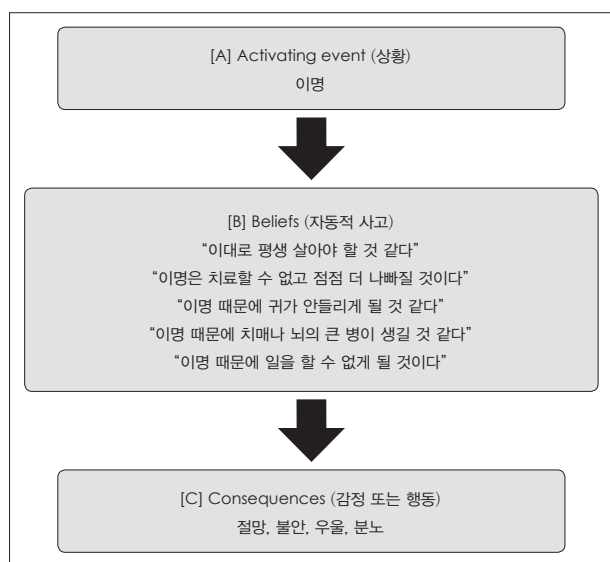 [A] Activating event (상황)
이명
[B] Beliefs (자동적 사고)
“이대로 평생 살아야 할 것 같다”
“이명은 치료할 수 없고 점점 더 나빠질 것이다”
“이명 때문에 귀가 안들리게 될 것 같다”
“이명 때문에 치매나 뇌의 큰 병이 생길 것 같다”
“이명 때문에 일을 할 수 없게 될 것이다”
[C] Consequences (감정 또는 행동)
절망, 불안, 우울, 분노